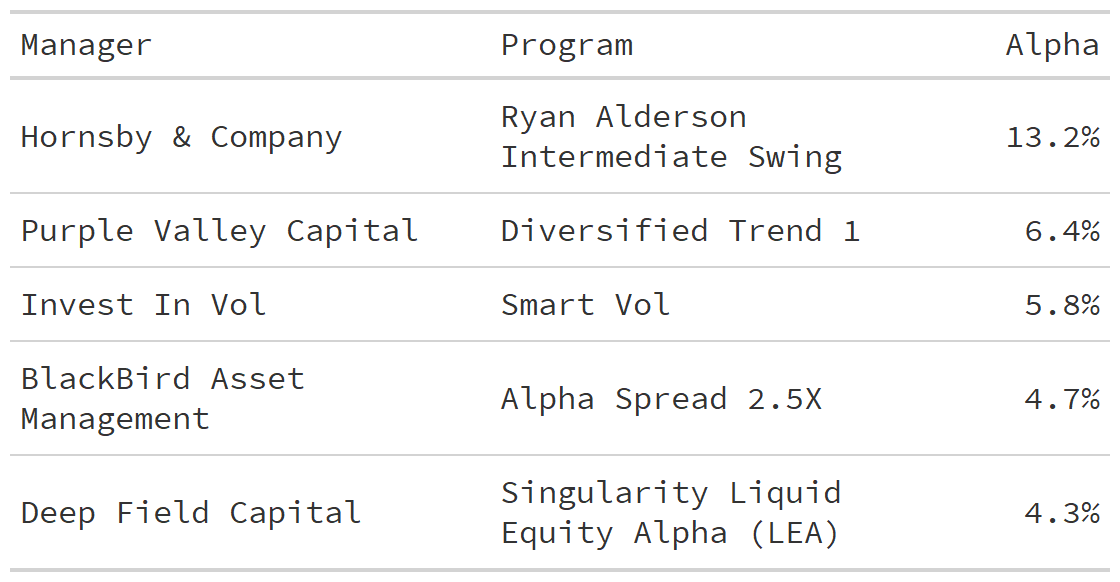 Manager Program Alpha
Hornsby & Company Ryan Alderson Intermediate Swing 13.2%
Purple Valley Capital Diversified Trend 1 6.4%
Invest In Vol Smart Vol 5.8%
BlackBird Asset Management Alpha Spread 2.5X 4.7%
Deep Field Capital Singularity Liquid Equity Alpha (LEA) 4.3%